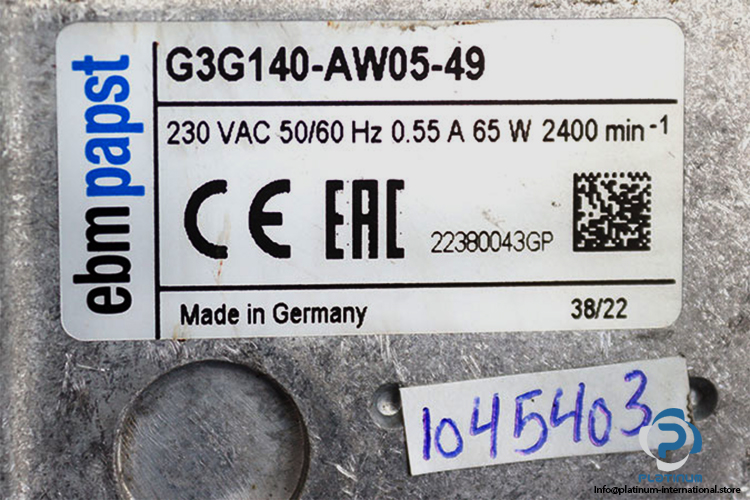 ebmpapst
G3G140-AW05-49
230 VAC 50/60 Hz 0.55 A 65 W 2400 min-1
CE EAC 22380043GP
Made in Germany 38/22
1045403
PLATINUM
Info@platinum-international.store